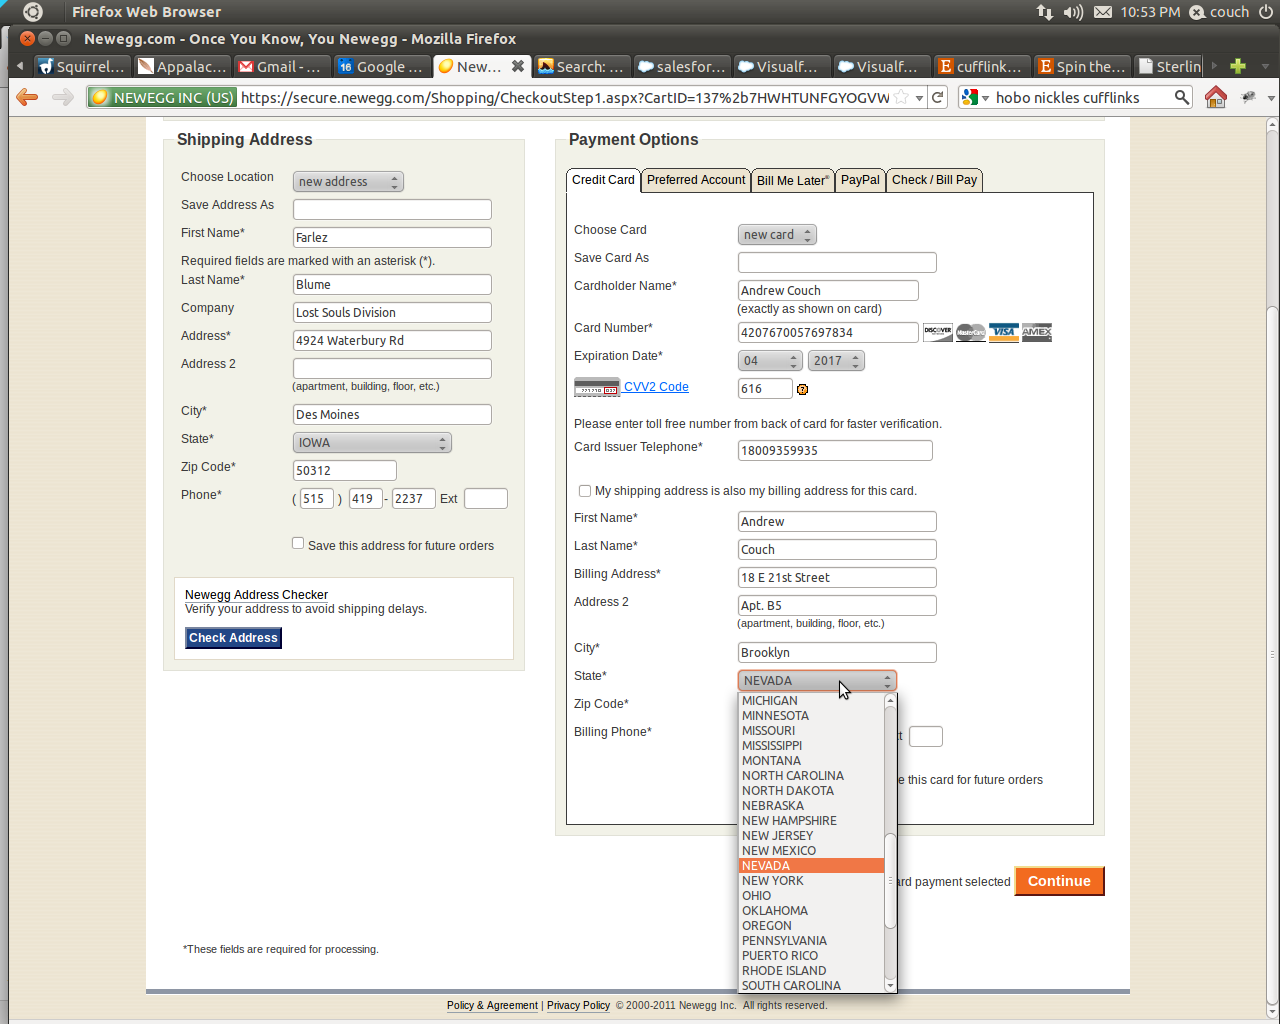 Firefox Web Browser
10:53 PM couch
Newegg.com - Once You Know, You Newegg - Mozilla Firefox
Squirrel...
Appalac...
Gmail - ...
Google ...
New...
Search: ...
salesfor...
Visualf...
Visualf...
cufflink...
Spin the...
Sterlin
NEWEGG INC (US)
https://secure.newegg.com/Shopping/CheckoutStep1.aspx?CartID=137%2b7HWHTUNFGYOGVW
hobo nickles cufflinks
Shipping Address
Choose Location new address
Save Address As
First Name* Farlez
Required fields are marked with an asterisk (*).
Last Name* Blume
Company Lost Souls Division
Address* 4924 Waterbury Rd
Address 2
(apartment, building, floor, etc.)
City* Des Moines
State* IOWA
Zip Code* 50312
Phone* ( 515 ) 419 - 2237 Ext
Save this address for future orders
Newegg Address Checker
Verify your address to avoid shipping delays.
Check Address
*These fields are required for processing.
Payment Options
Credit Card
Preferred Account
Bill Me Later®
PayPal
Check / Bill Pay
Choose Card new card
Save Card As
Cardholder Name* Andrew Couch
(exactly as shown on card)
Card Number* 4207670057697834 DISCOVER MasterCard VISA AMEX
Expiration Date* 04 2017
CVV2 Code 616
Please enter toll free number from back of card for faster verification.
Card Issuer Telephone* 18009359935
My shipping address is also my billing address for this card.
First Name* Andrew
Last Name* Couch
Billing Address* 18 E 21st Street
Address 2 Apt. B5
(apartment, building, floor, etc.)
City* Brooklyn
State* NEVADA
Zip Code*
Billing Phone*
MICHIGAN
MINNESOTA
MISSOURI
MISSISSIPPI
MONTANA
NORTH CAROLINA
NORTH DAKOTA
NEBRASKA
NEW HAMPSHIRE
NEW JERSEY
NEW MEXICO
NEVADA
NEW YORK
OHIO
OKLAHOMA
OREGON
PENNSYLVANIA
PUERTO RICO
RHODE ISLAND
SOUTH CAROLINA
e this card for future orders
ard payment selected
Continue
Policy & Agreement | Privacy Policy © 2000-2011 Newegg Inc. All rights reserved.